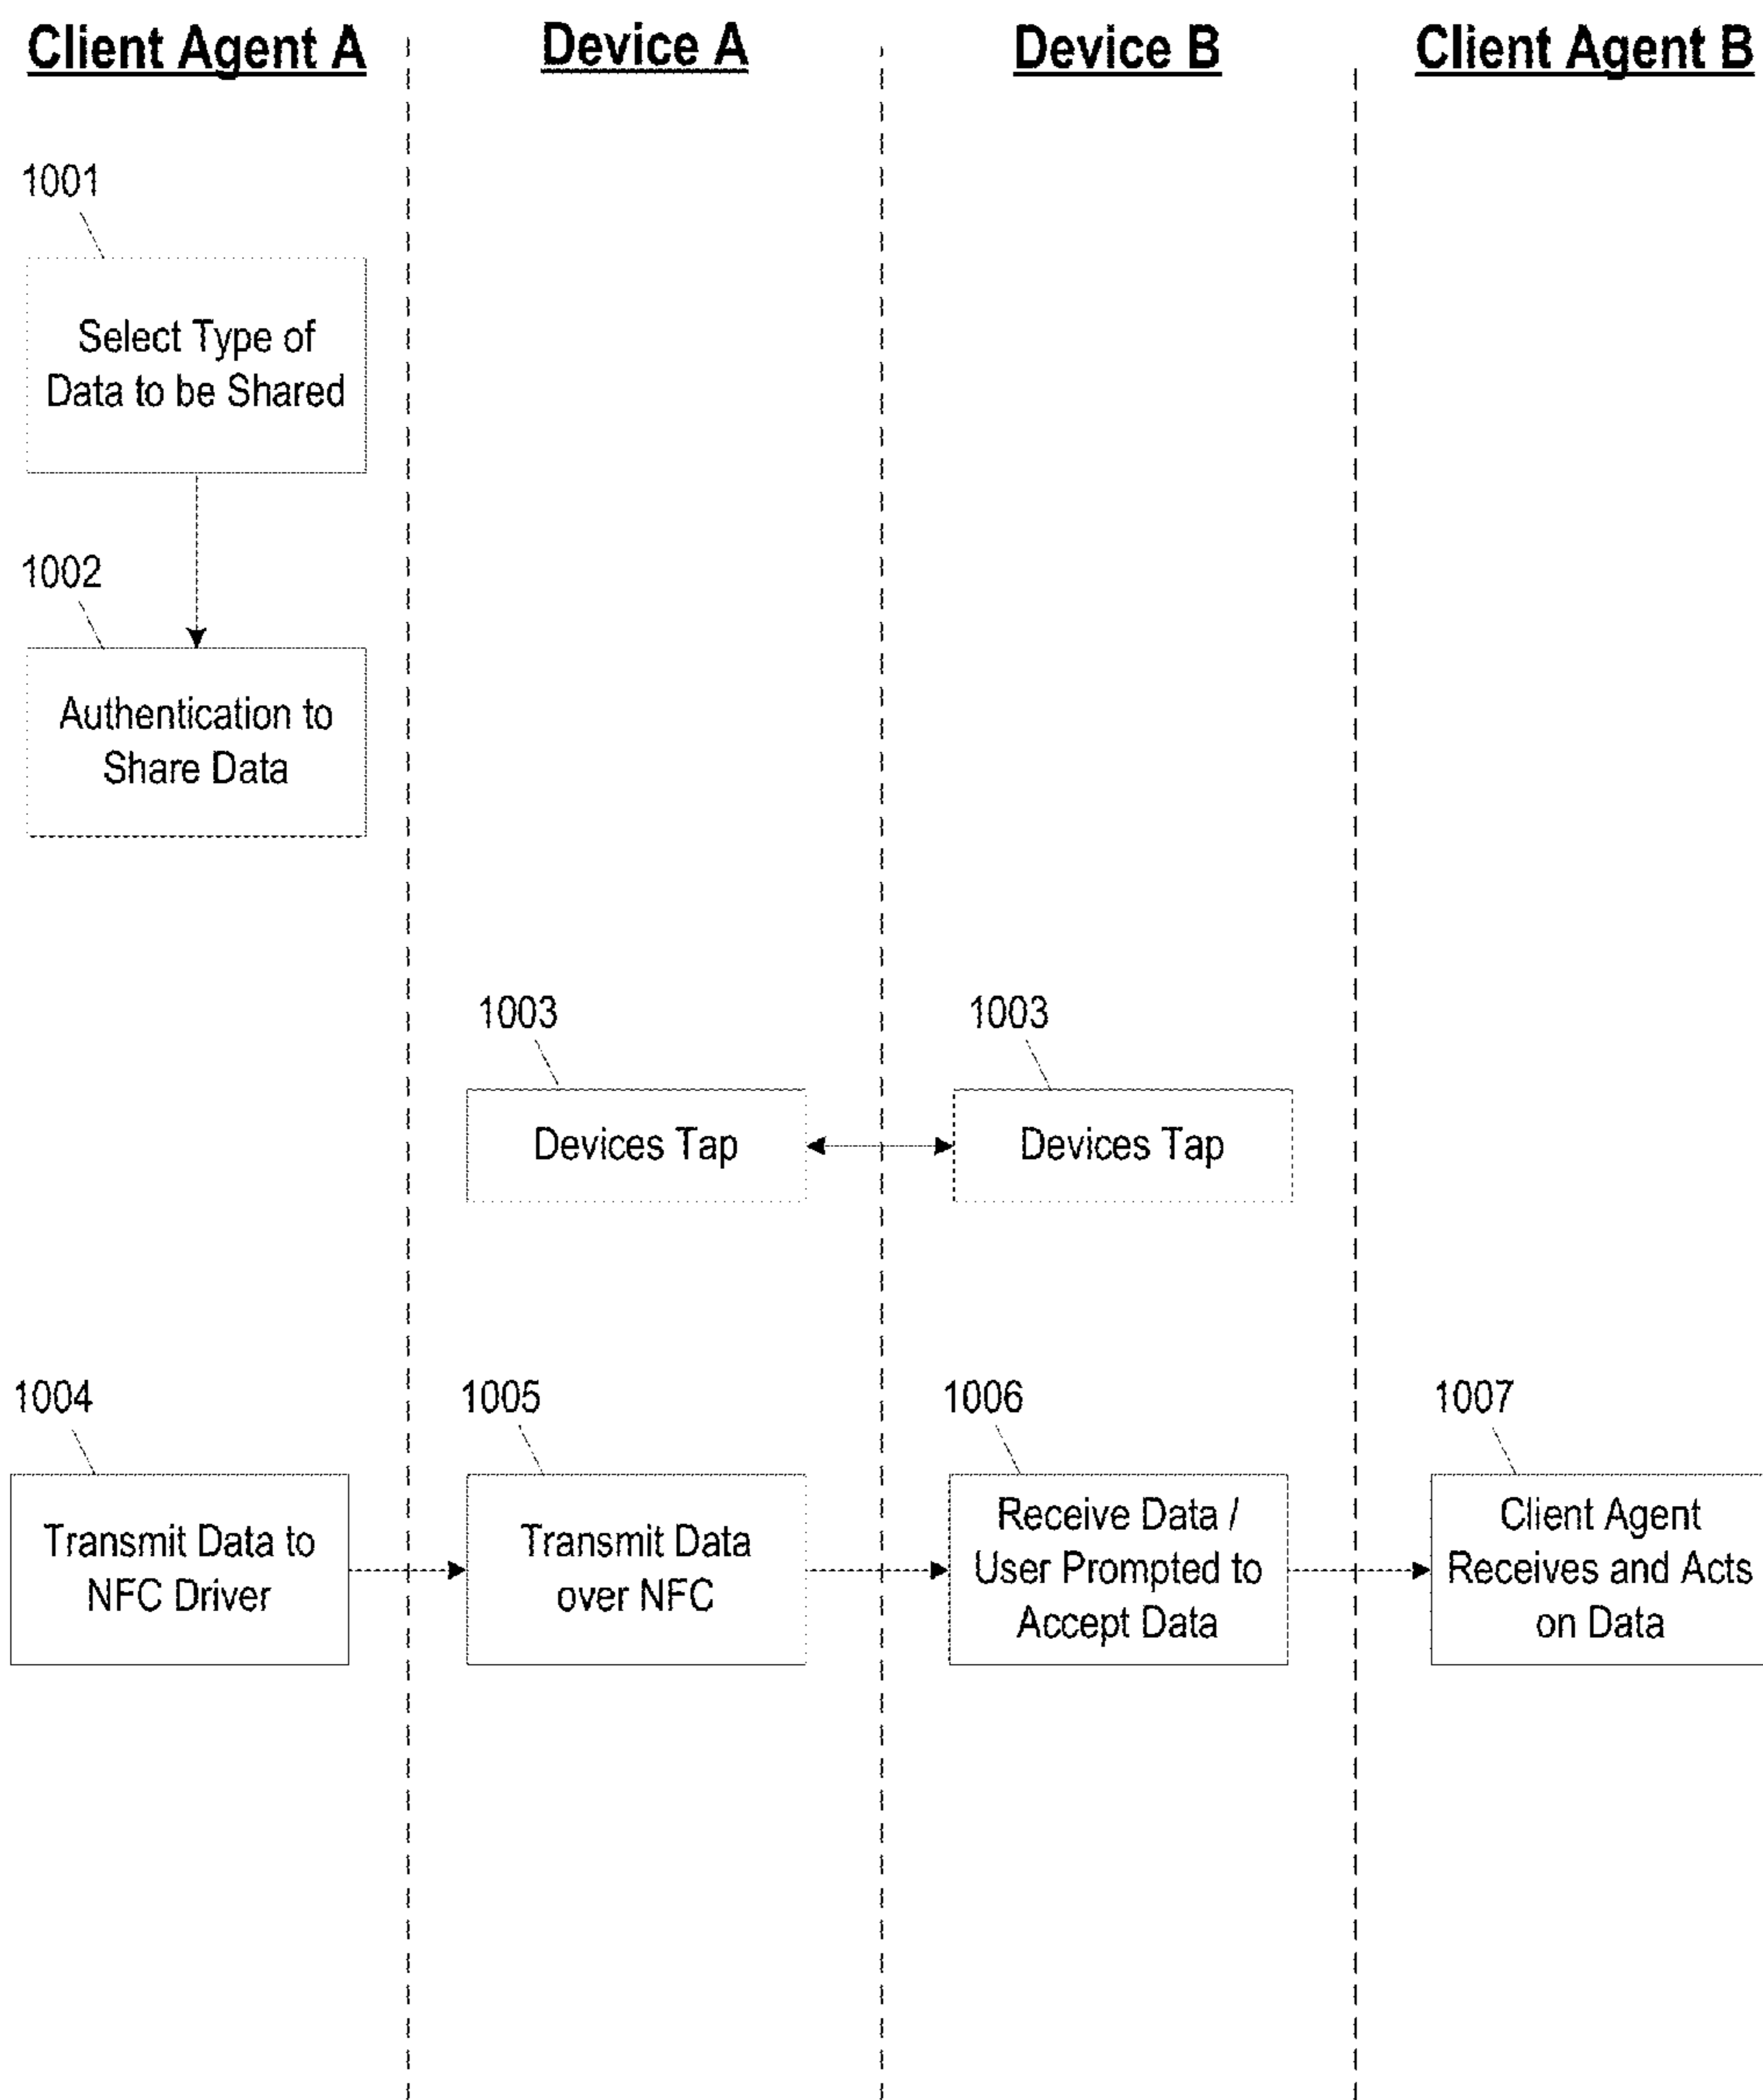 Client Agent A
Device A
Device B
Client Agent B
1001
Select Type of
Data to be Shared
1002
Authentication to
Share Data
1003
Devices Tap
1003
Devices Tap
1004
Transmit Data to
NFC Driver
1005
Transmit Data
over NFC
1006
Receive Data /
User Prompted to
Accept Data
1007
Client Agent
Receives and Acts
on Data